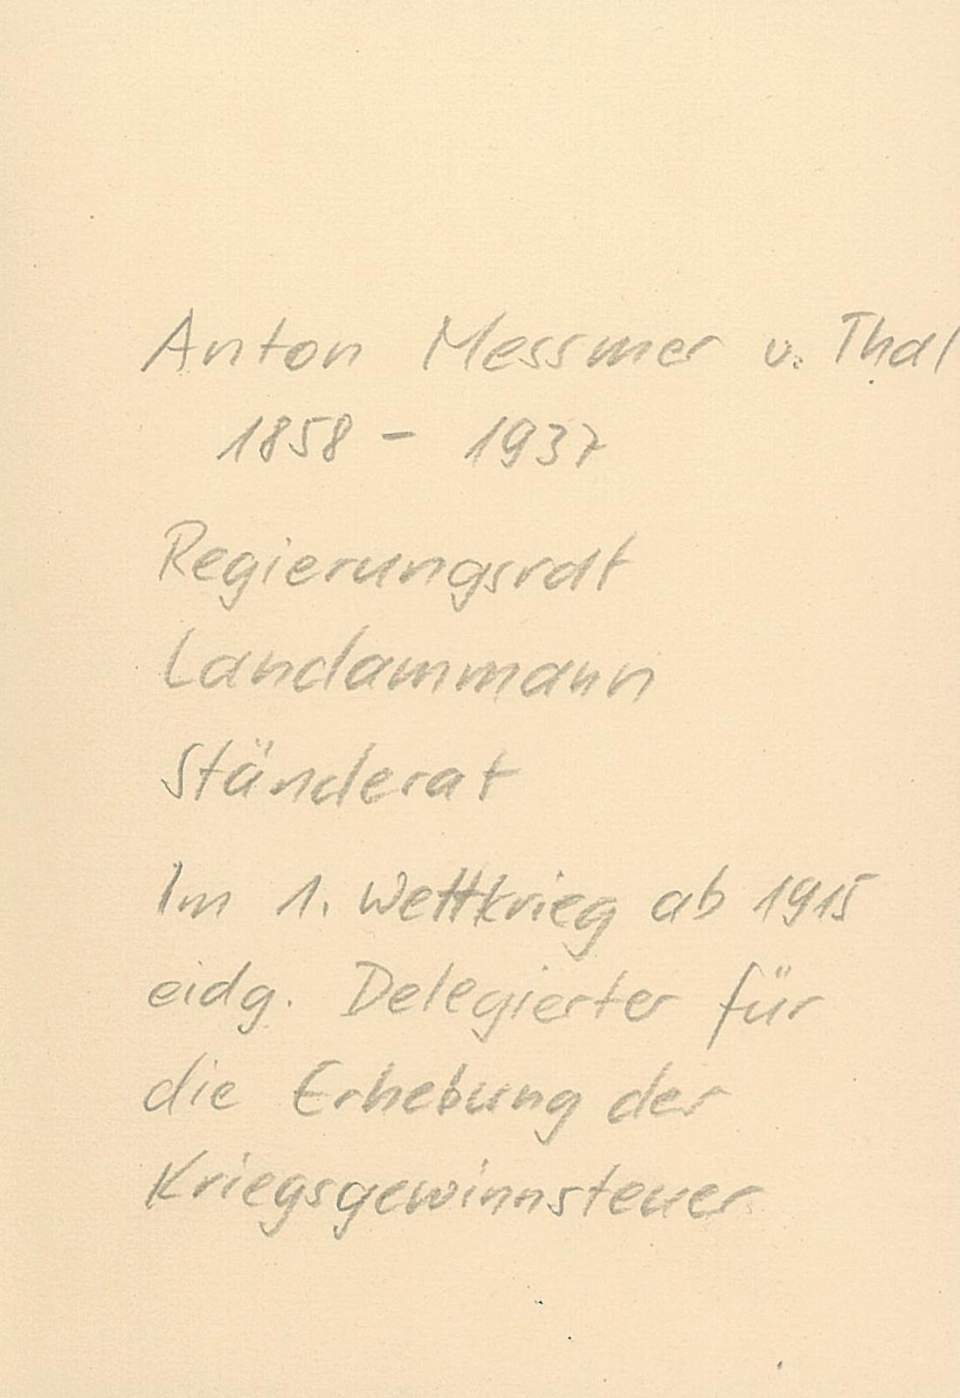 Anton Messmer v. Thal
1858 - 1937
Regierungsrat
Landammann
Ständerat
Im 1. Weltkrieg ab 1915
eidg. Delegierter für
die Erhebung der
Kriegsgewinnsteuer